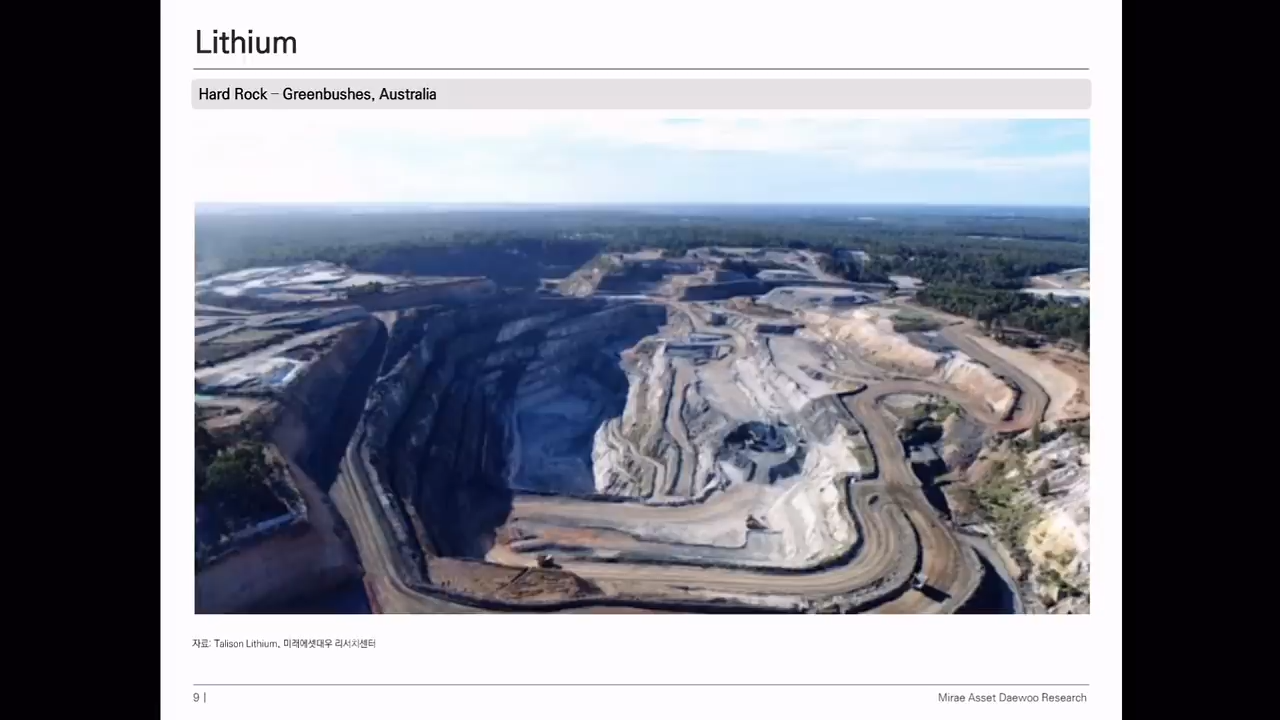 Lithium
Hard Rock – Greenbushes, Australia
자료: Talison Lithium, 미래에셋대우 리서치센터
9 |
Mirae Asset Daewoo Research